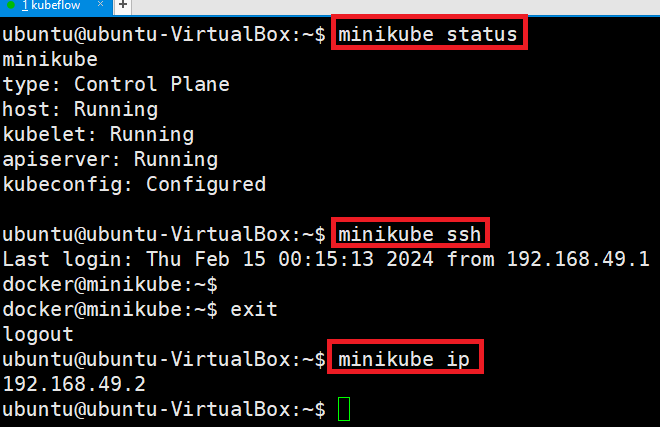 1 kubeflow
ubuntu@ubuntu-VirtualBox:~$ minikube status
minikube
type: Control Plane
host: Running
kubelet: Running
apiserver: Running
kubeconfig: Configured
ubuntu@ubuntu-VirtualBox:~$ minikube ssh
Last login: Thu Feb 15 00:15:13 2024 from 192.168.49.1
docker@minikube:~$
docker@minikube:~$ exit
logout
ubuntu@ubuntu-VirtualBox:~$ minikube ip
192.168.49.2
ubuntu@ubuntu-VirtualBox:~$